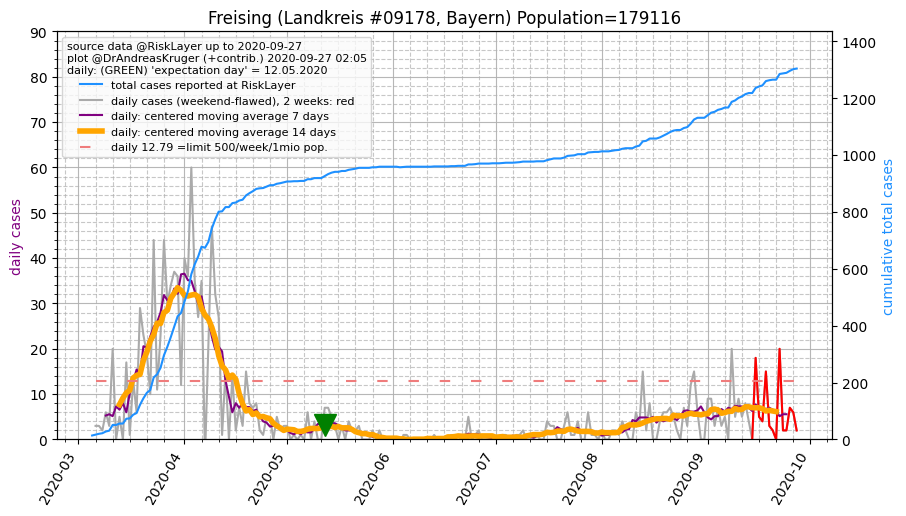 Freising (Landkreis #09178, Bayern) Population=179116
source data @RiskLayer up to 2020-09-27
plot @DrAndreasKruger (+contrib.) 2020-09-27 02:05
daily: (GREEN) 'expectation day' = 12.05.2020
total cases reported at RiskLayer
daily cases (weekend-flawed), 2 weeks: red
daily: centered moving average 7 days
daily: centered moving average 14 days
daily 12.79 =limit 500/week/1mio pop.
daily cases
90
80
70
60
50
40
30
20
10
0
cumulative total cases
1400
1200
1000
800
600
400
200
0
2020-03
2020-04
2020-05
2020-06
2020-07
2020-08
2020-09
2020-10